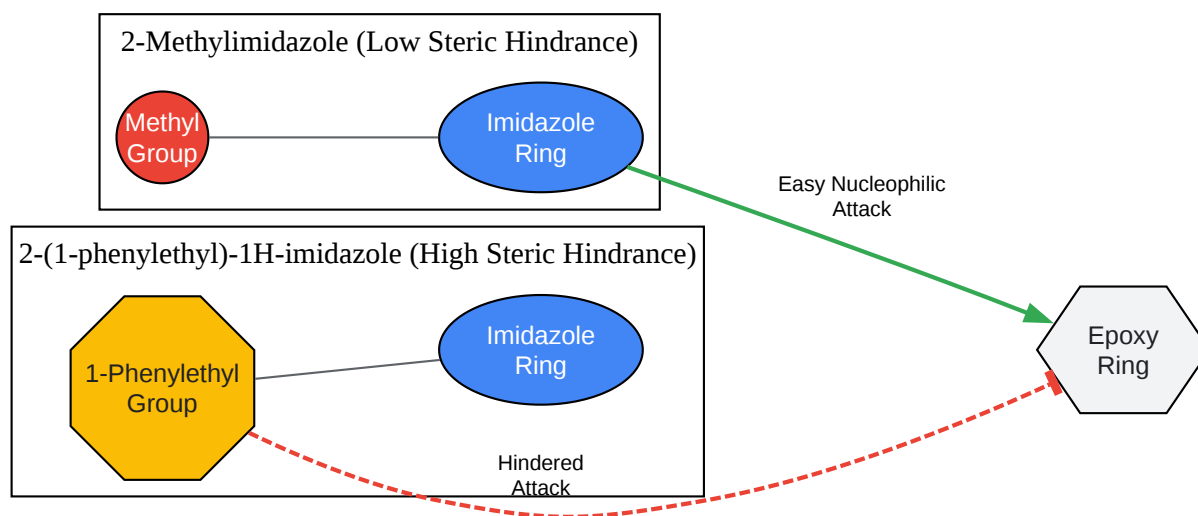 2-Methylimidazole (Low Steric Hindrance)
Methyl
Group
Imidazole
Ring
Easy Nucleophilic
Attack
2-(1-phenylethyl)-1H-imidazole (High Steric Hindrance)
1-Phenylethyl
Group
Imidazole
Ring
Epoxy
Ring
Hindered
Attack